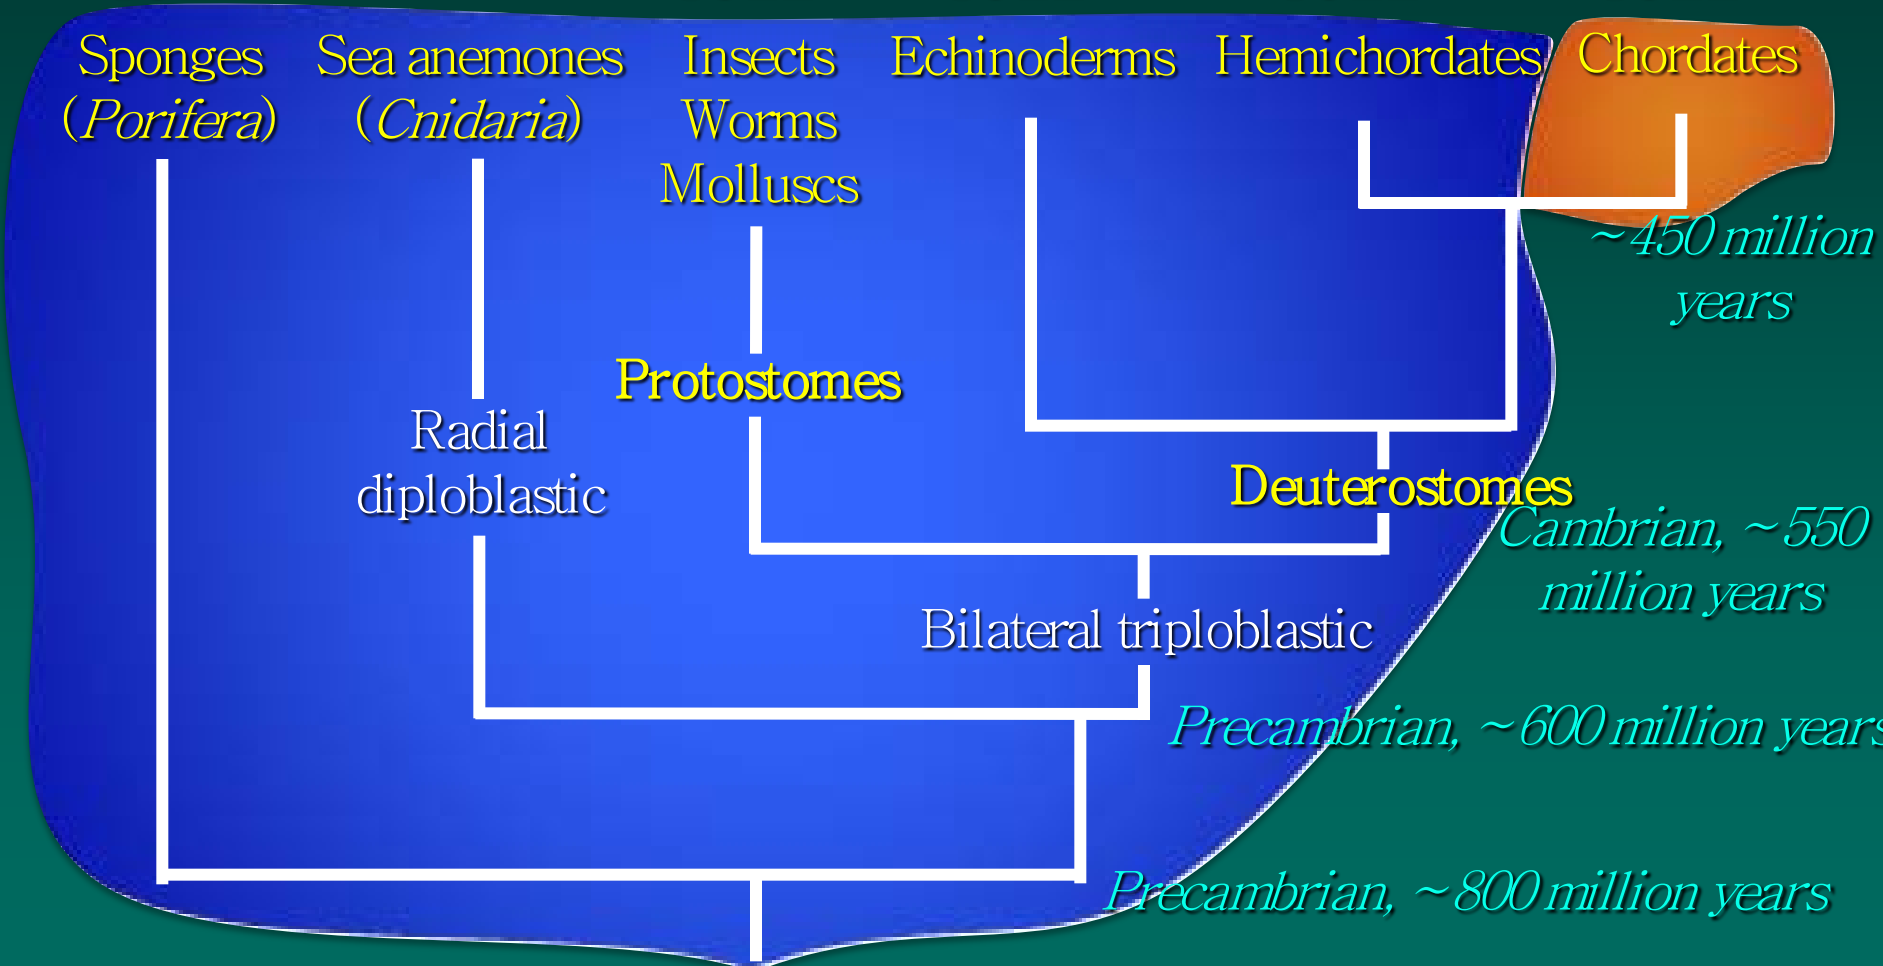 Sponges
(Porifera)
Sea anemones
(Cnidaria)
Insects
Worms
Molluscs
Echinoderms
Hemichordates
Chordates
~450 million
years
Protostomes
Radial
diploblastic
Deuterostomes
Cambrian, ~550
million years
Bilateral triploblastic
Precambrian, ~600 million years
Precambrian, ~800 million years